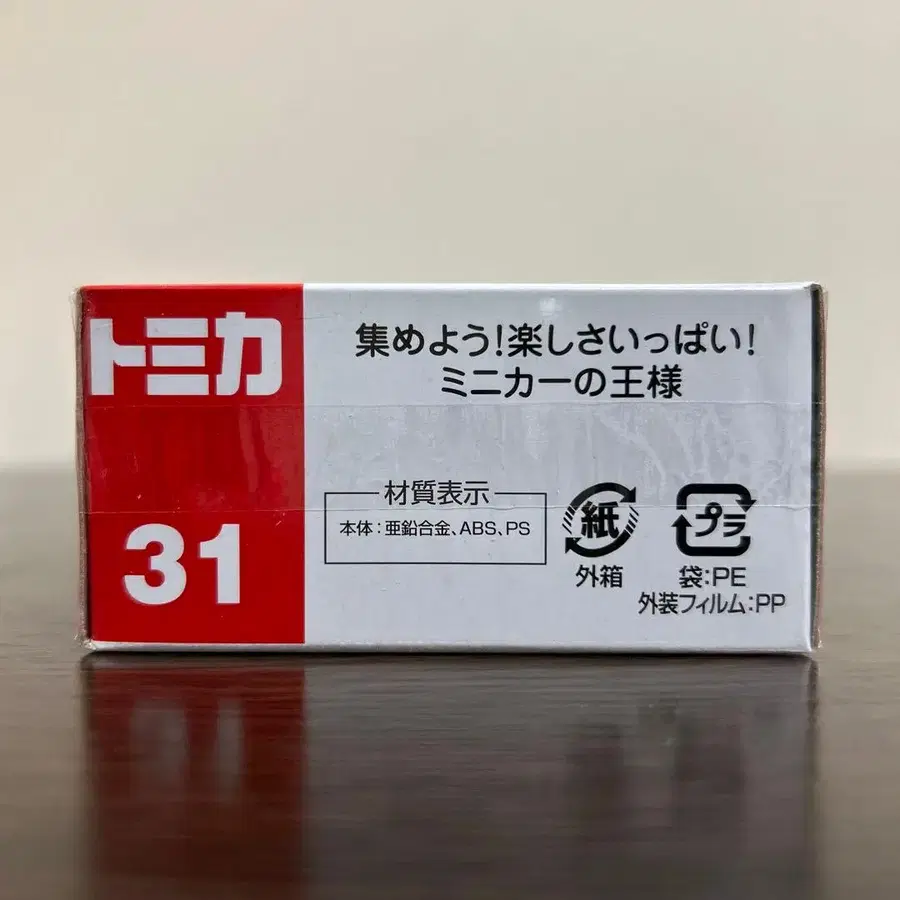 トミカ
集めよう!楽しさいっぱい!
ミニカーの王様
31
材質表示
本体:亜鉛合金、ABS、PS
紙
外箱
プラ
袋:PE
外装フィルム:PP